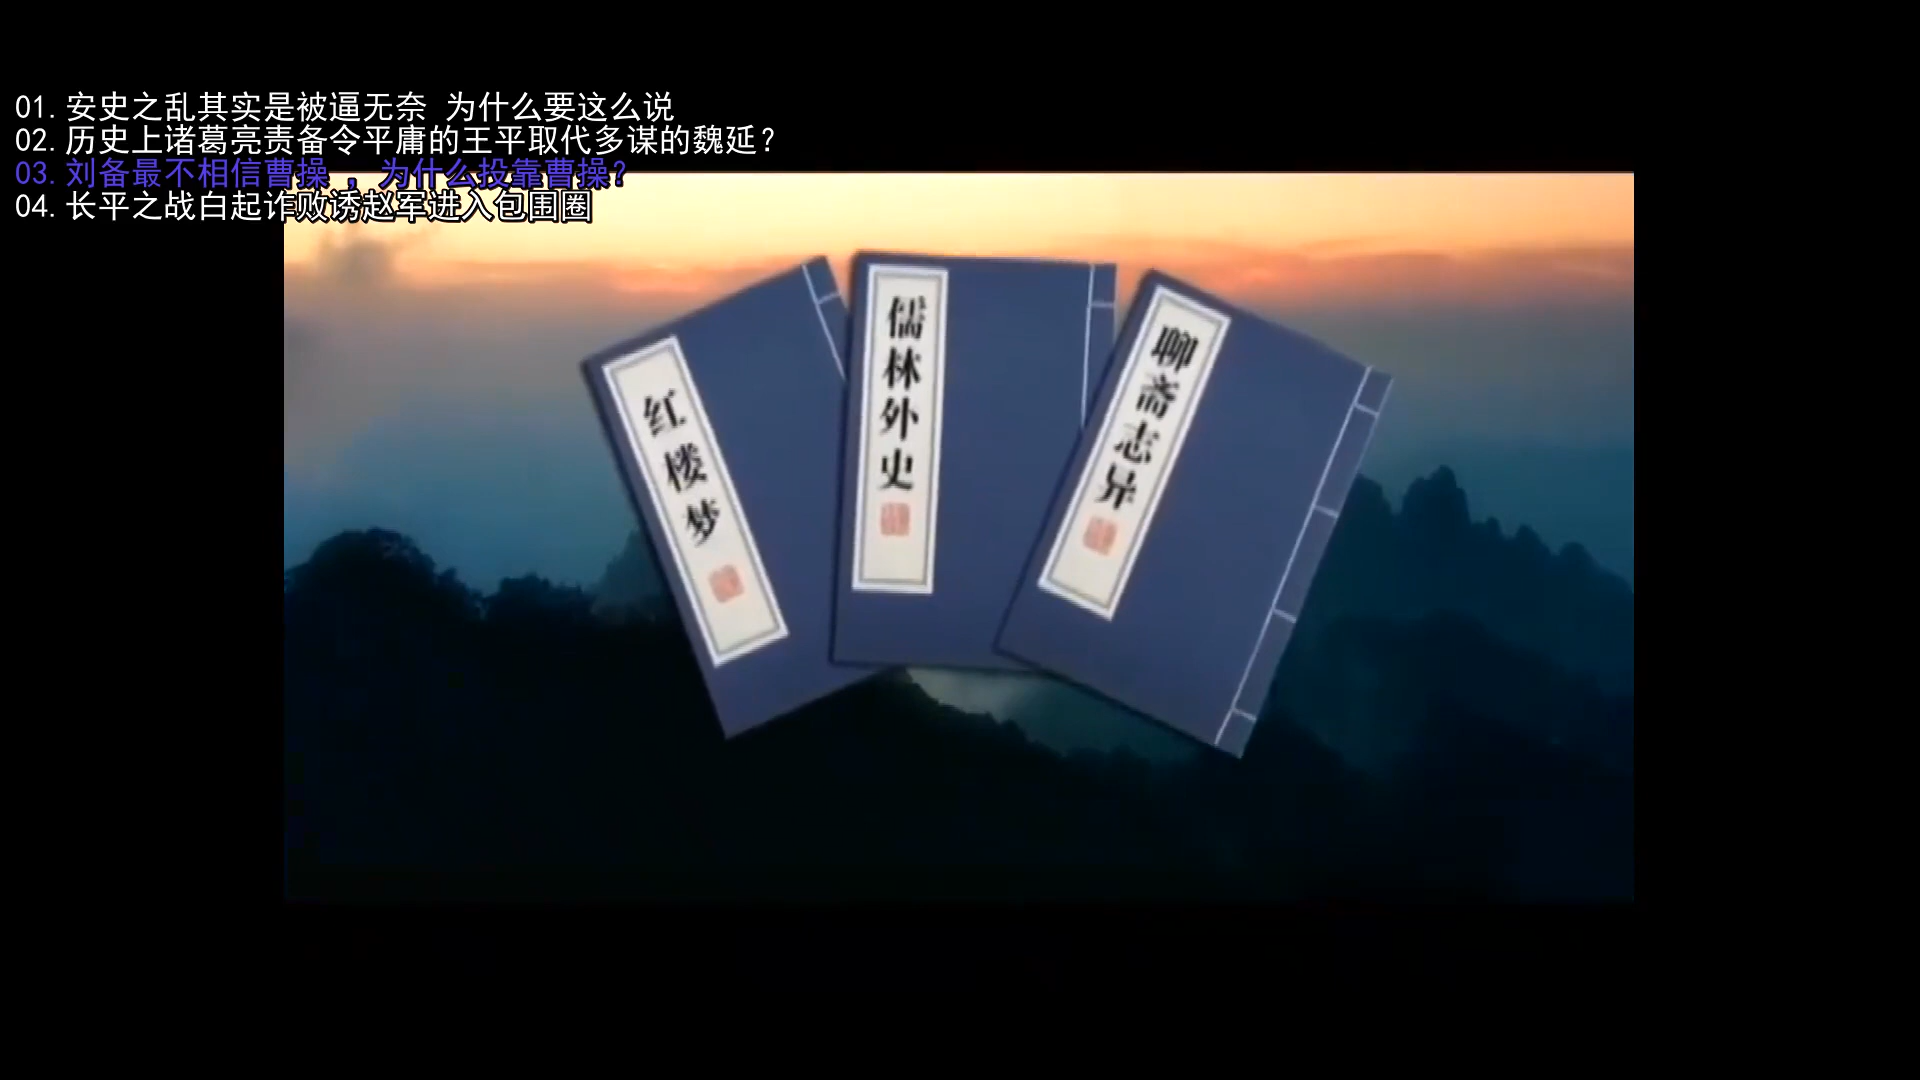 01. 安史之乱其实是被逼无奈 为什么要这么说
02. 历史上诸葛亮责备令平庸的王平取代多谋的魏延?
03. 刘备最不相信曹操 ，为什么投靠曹操?
04. 长平之战白起诈败诱赵军进入包围圈
红楼梦
儒林外史
聊斋志异